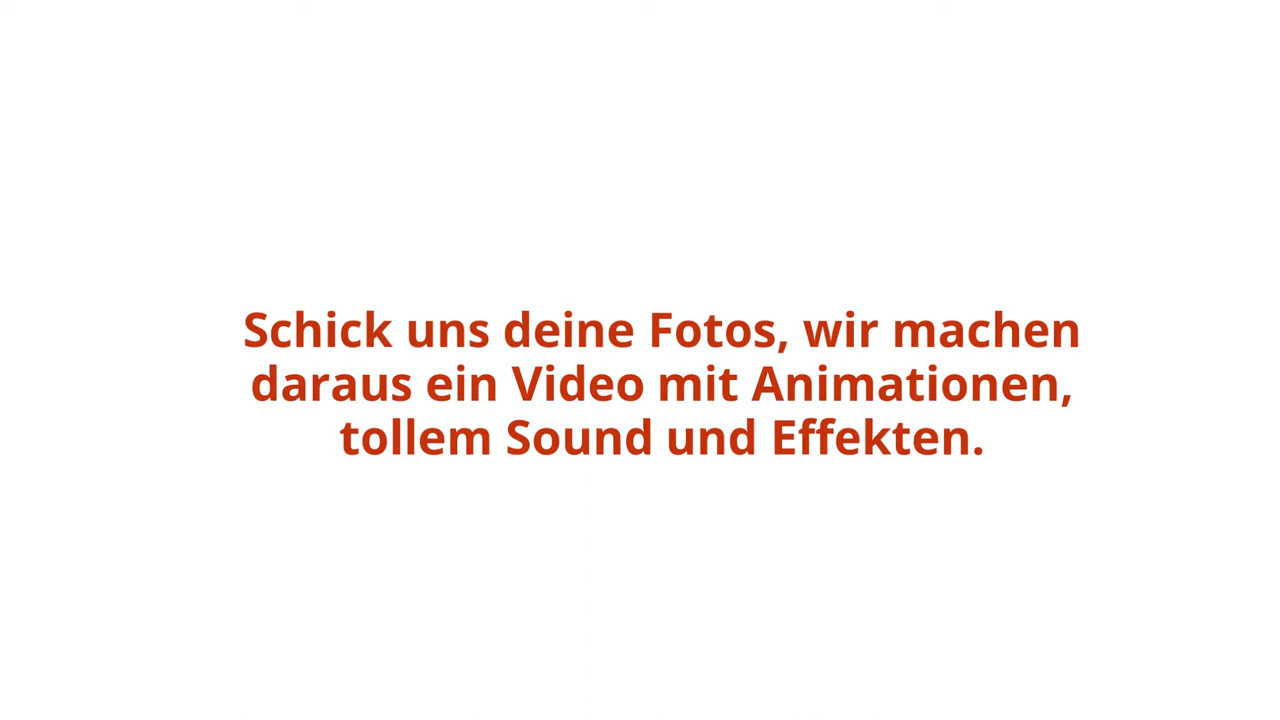 Schick uns deine Fotos, wir machen
daraus ein Video mit Animationen,
tollem Sound und Effekten.